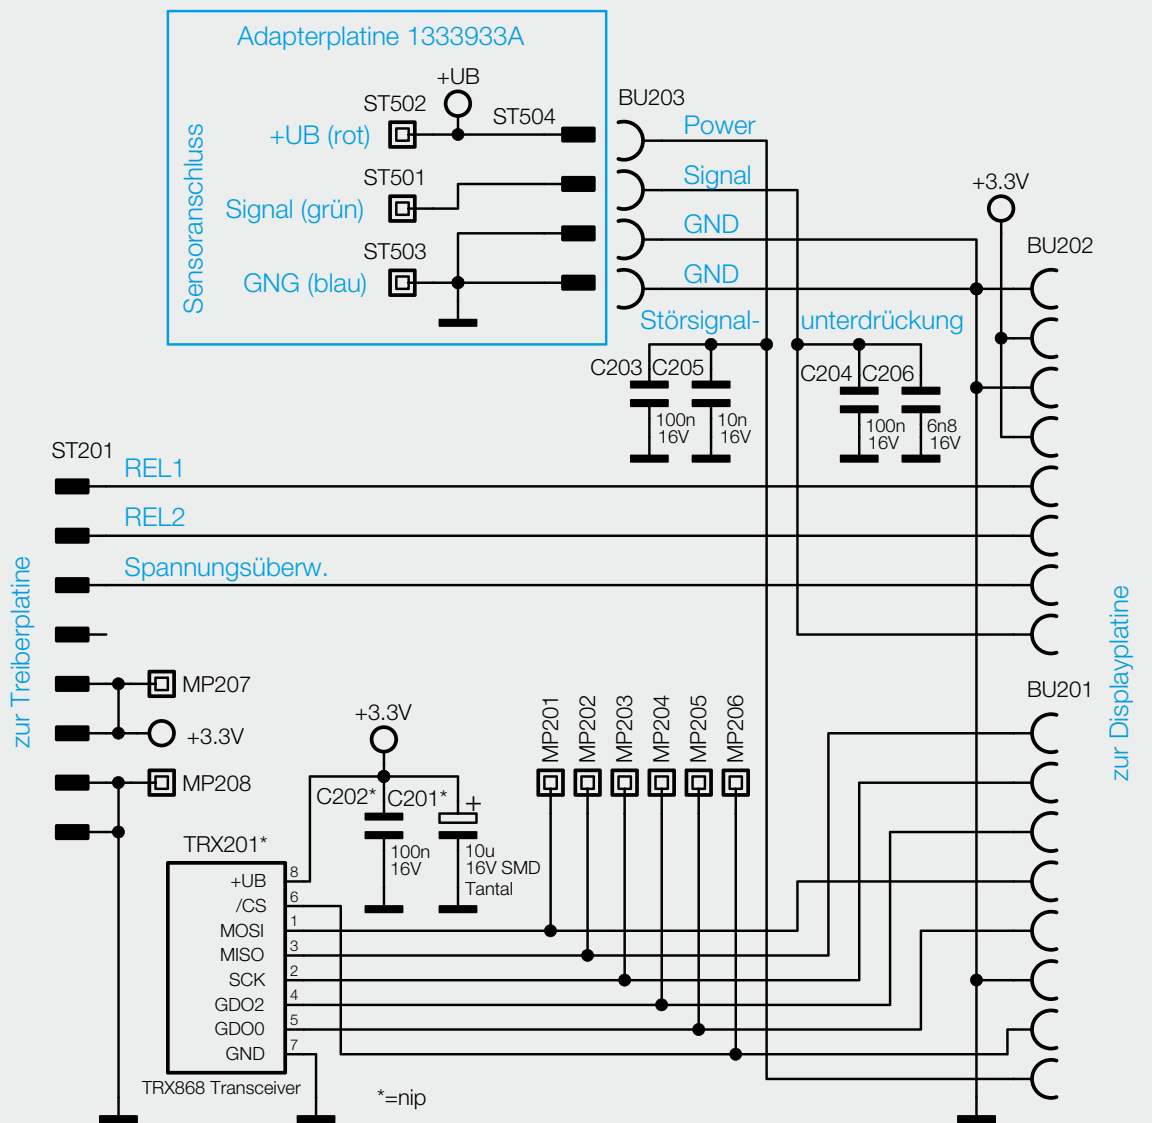 Adapterplatine 1333933A
+UB
ST502
ST504
BU203
+UB (rot)
Power
Sensoranschluss
ST501
Signal
Signal (grün)
+3.3V
GND
ST503
BU202
GNG (blau)
GND
Störsignal-
unterdrückung
C203
C205
C204
C206
100n
16V
10n
16V
100n
16V
6n8
16V
ST201
REL1
REL2
Spannungsüberw.
zur Treiberplatine
zur Displayplatine
MP207
BU201
+3.3V
MP208
+3.3V
MP201
MP202
MP203
MP204
MP205
MP206
C202*
C201*
+
100n
16V
10u
16V SMD
Tantal
TRX201*
+UB
8
/CS
6
MOSI
1
MISO
3
SCK
2
GDO2
4
GDO0
5
GND
7
TRX868 Transceiver
*=nip